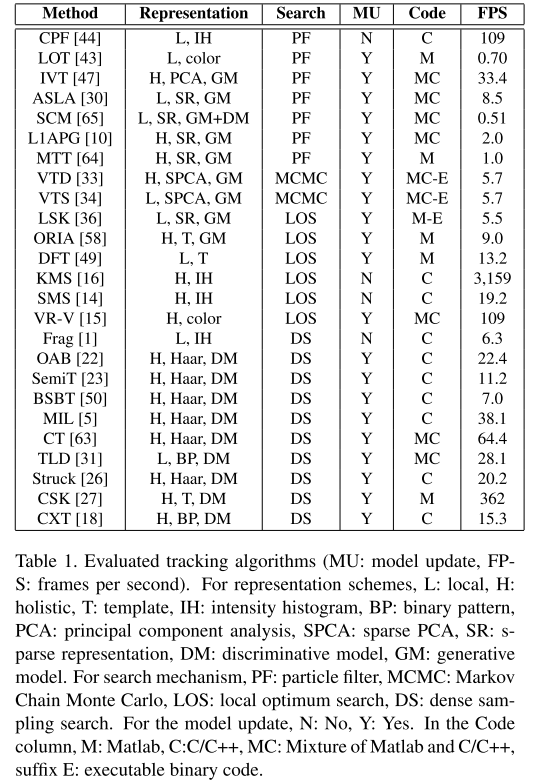 Method Representation Search MU Code FPS
CPF [44] L, IH PF N C 109
LOT [43] L, color PF Y M 0.70
IVT [47] H, PCA, GM PF Y MC 33.4
ASLA [30] L, SR, GM PF Y MC 8.5
SCM [65] L, SR, GM+DM PF Y MC 0.51
L1APG [10] H, SR, GM PF Y MC 2.0
MTT [64] H, SR, GM PF Y M 1.0
VTD [33] H, SPCA, GM MCMC Y MC-E 5.7
VTS [34] L, SPCA, GM MCMC Y MC-E 5.7
LSK [36] L, SR, GM LOS Y M-E 5.5
ORIA [58] H, T, GM LOS Y M 9.0
DFT [49] L, T LOS Y M 13.2
KMS [16] H, IH LOS N C 3,159
SMS [14] H, IH LOS N C 19.2
VR-V [15] H, color LOS Y MC 109
Frag [1] L, IH DS N C 6.3
OAB [22] H, Haar, DM DS Y C 22.4
SemiT [23] H, Haar, DM DS Y C 11.2
BSBT [50] H, Haar, DM DS Y C 7.0
MIL [5] H, Haar, DM DS Y C 38.1
CT [63] H, Haar, DM DS Y MC 64.4
TLD [31] L, BP, DM DS Y MC 28.1
Struck [26] H, Haar, DM DS Y C 20.2
CSK [27] H, T, DM DS Y M 362
CXT [18] H, BP, DM DS Y C 15.3
Table 1. Evaluated tracking algorithms (MU: model update, FP-
S: frames per second). For representation schemes, L: local, H:
holistic, T: template, IH: intensity histogram, BP: binary pattern,
PCA: principal component analysis, SPCA: sparse PCA, SR: s-
parse representation, DM: discriminative model, GM: generative
model. For search mechanism, PF: particle filter, MCMC: Markov
Chain Monte Carlo, LOS: local optimum search, DS: dense sam-
pling search. For the model update, N: No, Y: Yes. In the Code
column, M: Matlab, C:C/C++, MC: Mixture of Matlab and C/C++,
suffix E: executable binary code.